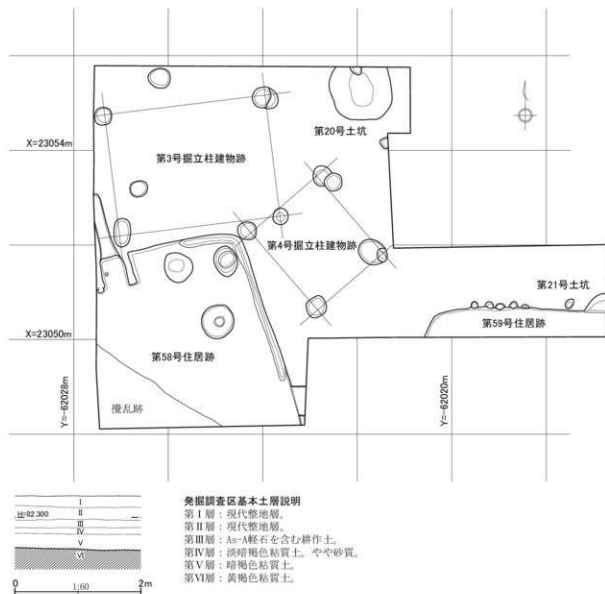 第20号土坑
X=23054m
第3号掘立柱建物跡
第4号掘立柱建物跡
第21号土坑
第59号住居跡
X=23050m
第58号住居跡
Y=-62028m
Y=-62020m
攪乱跡
I
II
H=82.300
III
IV
V
VI
0
1:60
2m
発掘調査区基本土層説明
第I層：現代整地層。
第II層：現代整地層。
第III層：As-A軽石を含む耕作土。
第IV層：淡暗褐色粘質土。やや砂質。
第V層：暗褐色粘質土。
第VI層：黄褐色粘質土。